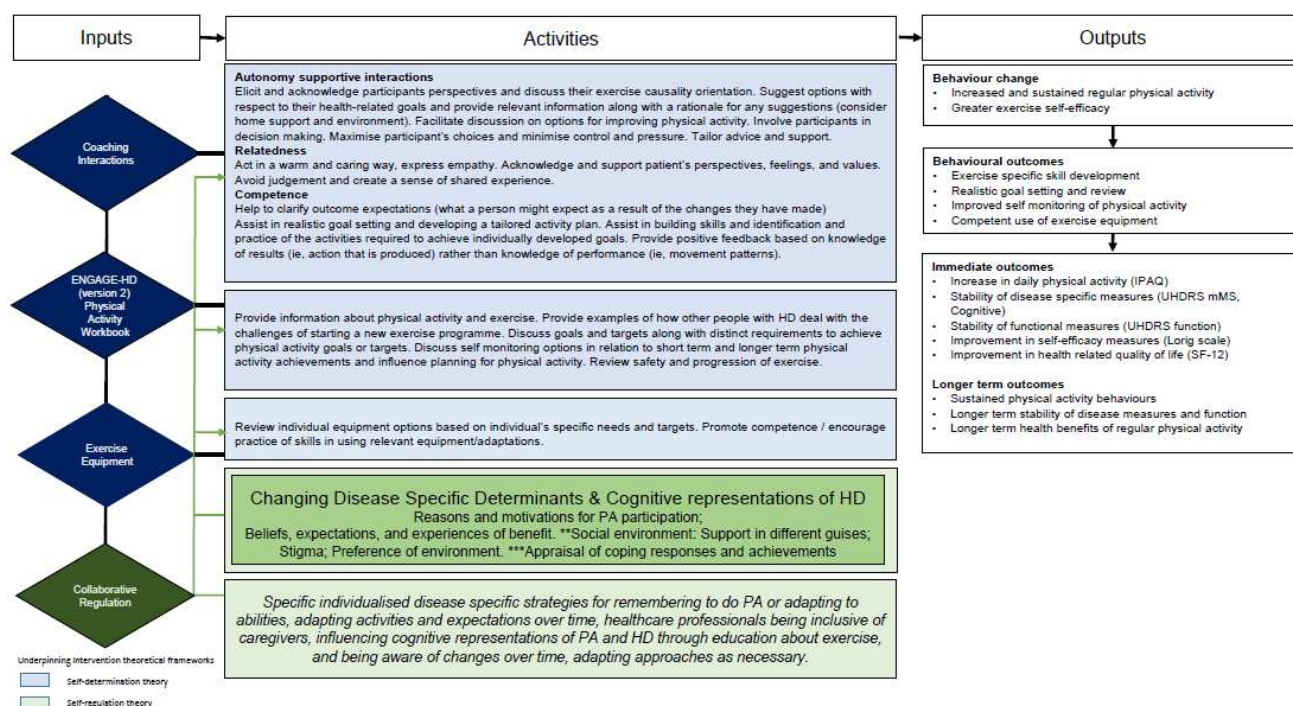 Inputs
Activities
Outputs
Coaching
Interactions
ENGAGE-HD
(version 2)
Physical
Activity
Workbook
Exercise
Equipment
Collaborative
Regulation
Autonomy supportive interactions
Elicit and acknowledge participants perspectives and discuss their exercise causality orientation. Suggest options with
respect to their health-related goals and provide relevant information along with a rationale for any suggestions (consider
home support and environment). Facilitate discussion on options for improving physical activity. Involve participants in
decision making. Maximise participant's choices and minimise control and pressure. Tailor advice and support.
Relatedness
Act in a warm and caring way, express empathy. Acknowledge and support patient's perspectives, feelings, and values.
Avoid judgement and create a sense of shared experience.
Competence
Help to clarify outcome expectations (what a person might expect as a result of the changes they have made)
Assist in realistic goal setting and developing a tailored activity plan. Assist in building skills and identification and
practice of the activities required to achieve individually developed goals. Provide positive feedback based on knowledge
of results (ie, action that is produced) rather than knowledge of performance (ie, movement patterns).
Provide information about physical activity and exercise. Provide examples of how other people with HD deal with the
challenges of starting a new exercise programme. Discuss goals and targets along with distinct requirements to achieve
physical activity goals or targets. Discuss self monitoring options in relation to short term and longer term physical
activity achievements and influence planning for physical activity. Review safety and progression of exercise.
Review individual equipment options based on individual's specific needs and targets. Promote competence / encourage
practice of skills in using relevant equipment/adaptations.
Changing Disease Specific Determinants & Cognitive representations of HD
Reasons and motivations for PA participation;
Beliefs, expectations, and experiences of benefit. **Social environment: Support in different guises;
Stigma; Preference of environment. ***Appraisal of coping responses and achievements
Specific individualised disease specific strategies for remembering to do PA or adapting to
abilities, adapting activities and expectations over time, healthcare professionals being inclusive of
caregivers, influencing cognitive representations of PA and HD through education about exercise,
and being aware of changes over time, adapting approaches as necessary.
Behaviour change
• Increased and sustained regular physical activity
• Greater exercise self-efficacy
Behavioural outcomes
• Exercise specific skill development
• Realistic goal setting and review
• Improved self monitoring of physical activity
• Competent use of exercise equipment
Immediate outcomes
• Increase in daily physical activity (IPAQ)
• Stability of disease specific measures (UHDRS mMS,
Cognitive)
• Stability of functional measures (UHDRS function)
• Improvement in self-efficacy measures (Lorig scale)
• Improvement in health related quality of life (SF-12)
Longer term outcomes
• Sustained physical activity behaviours
• Longer term stability of disease measures and function
• Longer term health benefits of regular physical activity
Underpinning intervention theoretical frameworks
Self-determination theory
Self-regulation theory